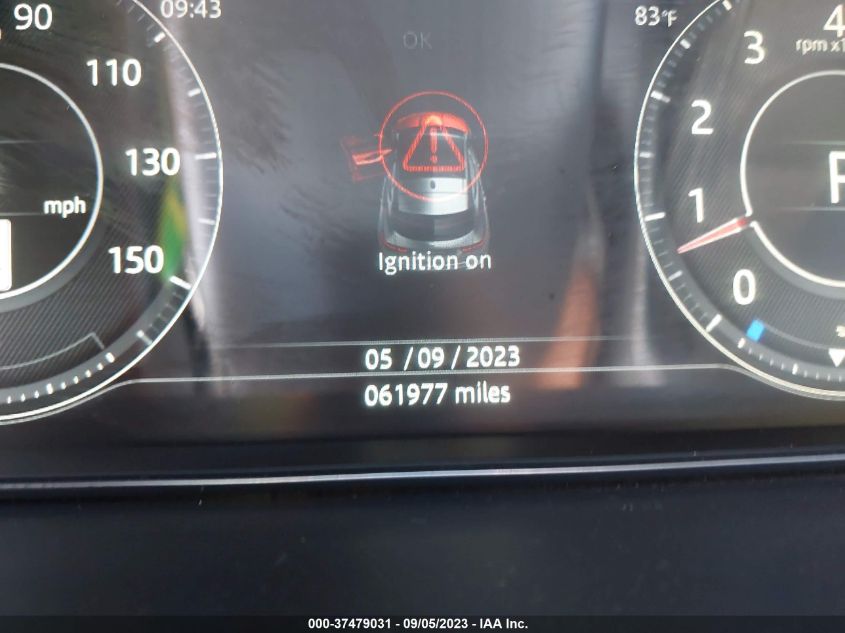 90
09:43
83°F
4
OK
110
3
rpm x1
2
130
mph
1
P
150
Ignition on
0
05 / 09 / 2023
061977 miles
000-37479031 - 09/05/2023 - IAA Inc.